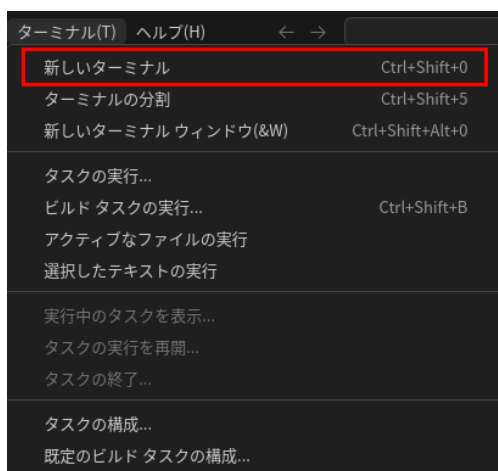 ターミナル(T) ヘルプ(H) ← →
新しいターミナル Ctrl+Shift+0
ターミナルの分割 Ctrl+Shift+5
新しいターミナル ウィンドウ(&W) Ctrl+Shift+Alt+0
タスクの実行...
ビルド タスクの実行... Ctrl+Shift+B
アクティブなファイルの実行
選択したテキストの実行
実行中のタスクを表示...
タスクの実行を再開...
タスクの終了...
タスクの構成...
既定のビルド タスクの構成...